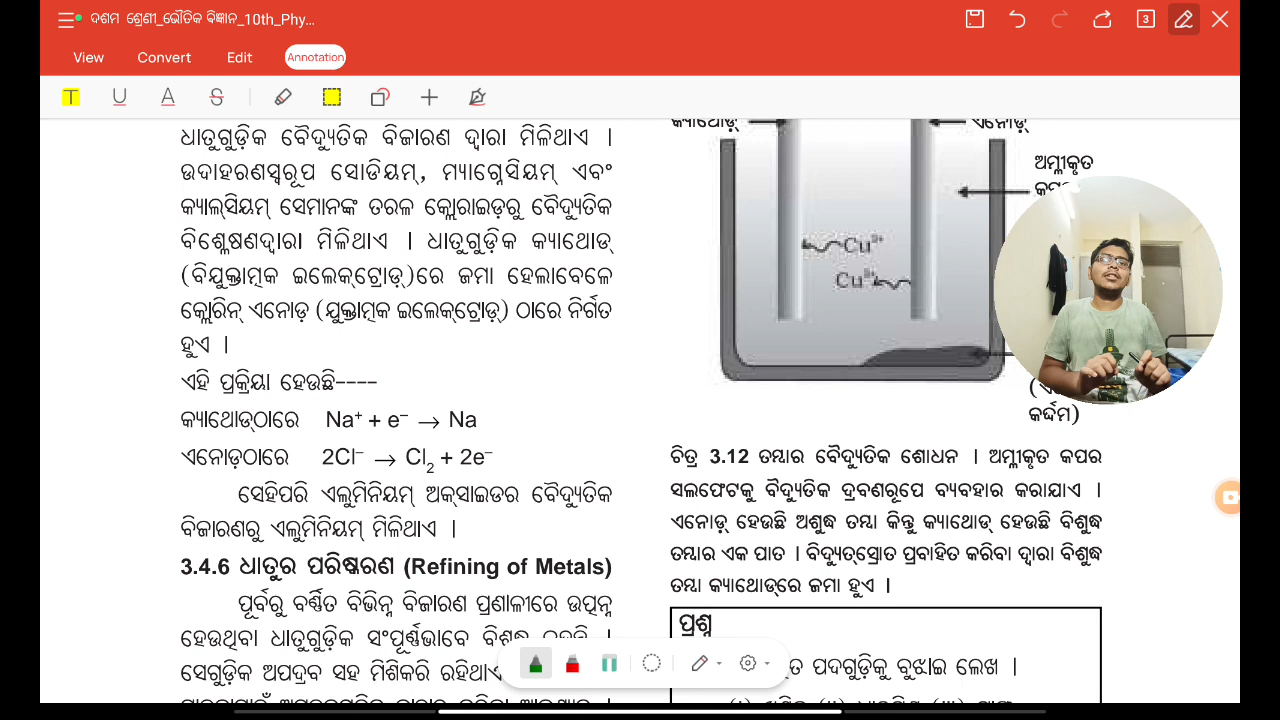 ଦଶମ ଶ୍ରେଣୀ_ଭୌତିକ ବିଜ୍ଞାନ_10th_Phy...
3
View Convert Edit Annotation
ଧାତୁଗୁଡ଼ିକ ବୈଦ୍ୟୁତିକ ବିଜାରଣ ଦ୍ୱାରା ମିଳିଥାଏ ।
ଉଦାହରଣସ୍ୱରୂପ ସୋଡିୟମ୍, ମ୍ୟାଗ୍ନେସିୟମ୍ ଏବଂ
କ୍ୟାଲ୍‌ସିୟମ୍ ସେମାନଙ୍କ ତରଳ କ୍ଲୋରାଇଡ଼ରୁ ବୈଦ୍ୟୁତିକ
ବିଶ୍ଳେଷଣଦ୍ୱାରା ମିଳିଥାଏ । ଧାତୁଗୁଡ଼ିକ କ୍ୟାଥୋଡ୍
(ବିଯୁକ୍ତାତ୍ମକ ଇଲେକ୍‌ଟ୍ରୋଡ଼୍)ରେ ଜମା ହେଲାବେଳେ
କ୍ଲୋରିନ୍ ଏନୋଡ଼ (ଯୁକ୍ତାତ୍ମକ ଇଲେକ୍‌ଟ୍ରୋଡ଼୍) ଠାରେ ନିର୍ଗତ
ହୁଏ ।
ଏହି ପ୍ରକ୍ରିୟା ହେଉଛି----
କ୍ୟାଥୋଡ୍‌ଠାରେ Na⁺ + e⁻ → Na
ଏନୋଡ଼ଠାରେ 2Cl⁻ → Cl₂ + 2e⁻
ସେହିପରି ଏଲୁମିନିୟମ୍ ଅକ୍‌ସାଇଡର ବୈଦ୍ୟୁତିକ
ବିଜାରଣରୁ ଏଲୁମିନିୟମ୍ ମିଳିଥାଏ ।
3.4.6 ଧାତୁର ପରିଷ୍କରଣ (Refining of Metals)
ପୂର୍ବରୁ ବର୍ଣ୍ଣିତ ବିଭିନ୍ନ ବିଜାରଣ ପ୍ରଣାଳୀରେ ଉତ୍ପନ୍ନ
ହେଉଥିବା ଧାତୁଗୁଡ଼ିକ ସଂପୂର୍ଣ୍ଣଭାବେ ବିଶୁଦ୍ଧ
ସେଗୁଡ଼ିକ ଅପଦ୍ରବ ସହ ମିଶିକରି
କ୍ୟାଥୋଡ଼୍ ଏନୋଡ଼୍
ଅମ୍ଳୀକୃତ
Cu²⁺
Cu²⁺
କର୍ଦ୍ଦମ)
ଚିତ୍ର 3.12 ତମ୍ବାର ବୈଦ୍ୟୁତିକ ଶୋଧନ । ଅମ୍ଳୀକୃତ କପର
ସଲଫେଟକୁ ବୈଦ୍ୟୁତିକ ଦ୍ରବଣରୂପେ ବ୍ୟବହାର କରାଯାଏ ।
ଏନୋଡ଼୍ ହେଉଛି ଅଶୁଦ୍ଧ ତମ୍ବା କିନ୍ତୁ କ୍ୟାଥୋଡ୍ ହେଉଛି ବିଶୁଦ୍ଧ
ତମ୍ବାର ଏକ ପାତ । ବିଦ୍ୟୁତ୍‌ସ୍ରୋତ ପ୍ରବାହିତ କରିବା ଦ୍ୱାରା ବିଶୁଦ୍ଧ
ତମ୍ବା କ୍ୟାଥୋଡ୍‌ରେ ଜମା ହୁଏ ।
ପ୍ରଶ୍ନ
ପଦଗୁଡ଼ିକୁ ବୁଝାଇ ଲେଖ ।